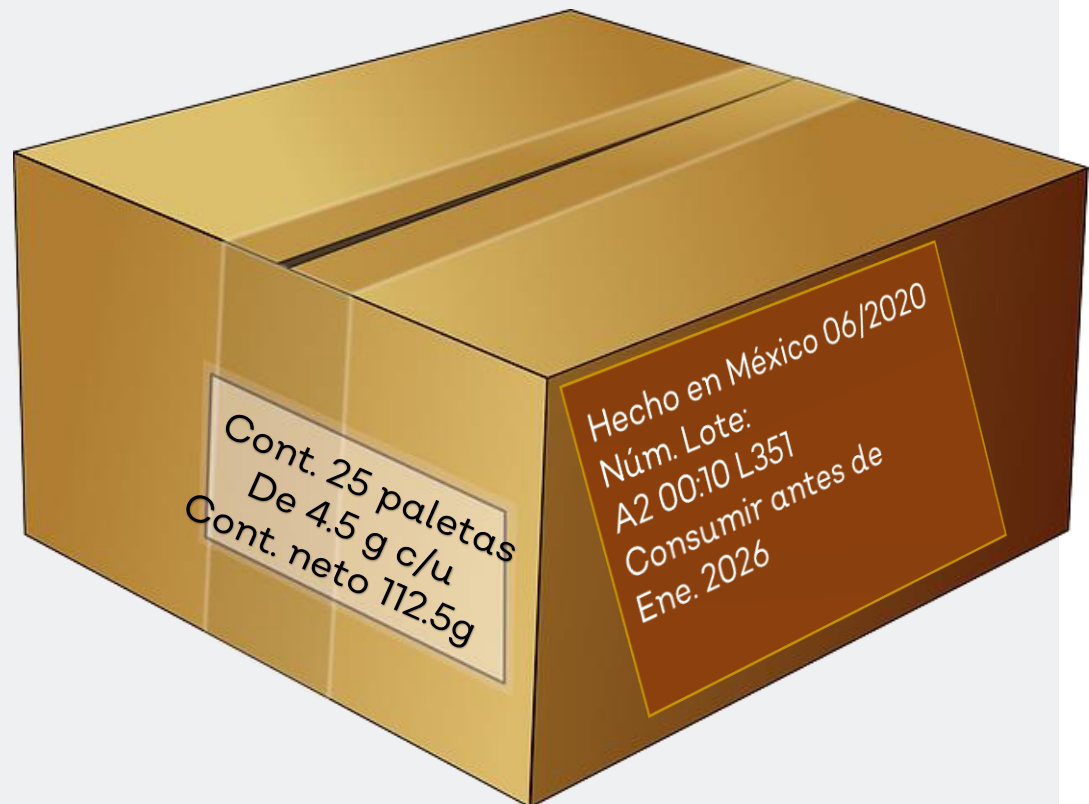 Cont. 25 paletas
De 4.5 g c/u
Cont. neto 112.5g
Hecho en México 06/2020
Núm. Lote:
A2 00:10 L351
Consumir antes de
Ene. 2026